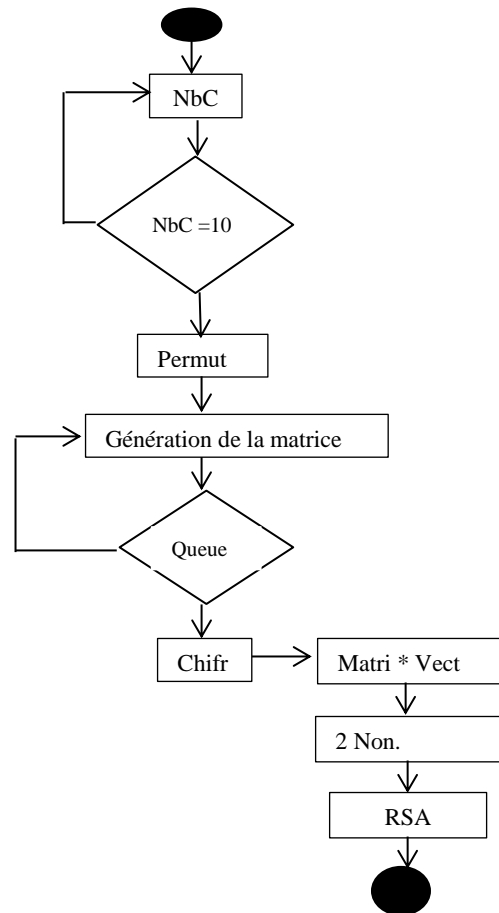 NbC
NbC =10
Permut
Génération de la matrice
Queue
Chifr
Matri * Vect
2 Non.
RSA